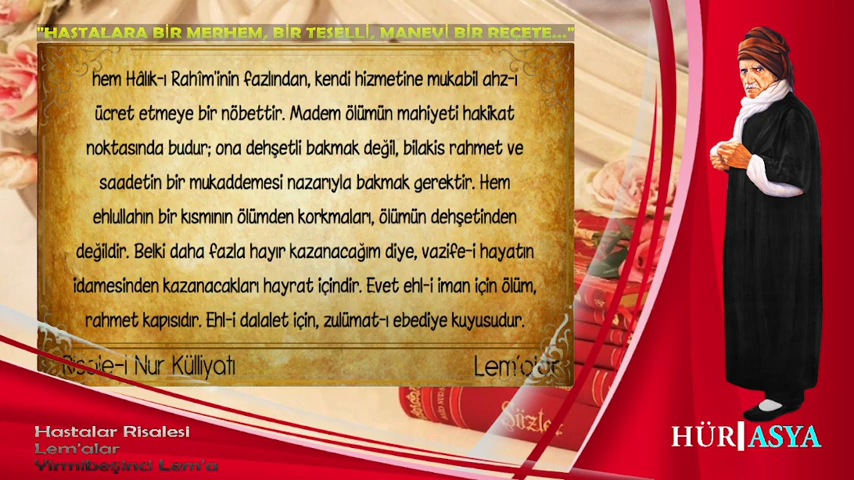 "HASTALARA BİR MERHEM, BİR TESELLİ, MANEVİ BİR REÇETE..."
hem Hâlık-ı Rahîm'inin fazlından, kendi hizmetine mukabil ahz-ı
ücret etmeye bir nöbettir. Madem ölümün mahiyeti hakikat
noktasında budur; ona dehşetli bakmak değil, bilakis rahmet ve
saadetin bir mukaddemesi nazarıyla bakmak gerektir. Hem
ehlullahın bir kısmının ölümden korkmaları, ölümün dehşetinden
değildir. Belki daha fazla hayır kazanacağım diye, vazife-i hayatın
idamesinden kazanacakları hayrat içindir. Evet ehl-i iman için ölüm,
rahmet kapısıdır. Ehl-i dalalet için, zulümat-ı ebediye kuyusudur.
Risale-i Nur Külliyatı
Lem'alar
Sözler
Hastalar Risalesi
Lem'alar
Yirmibeşinci Lem'a
HÜR ASYA